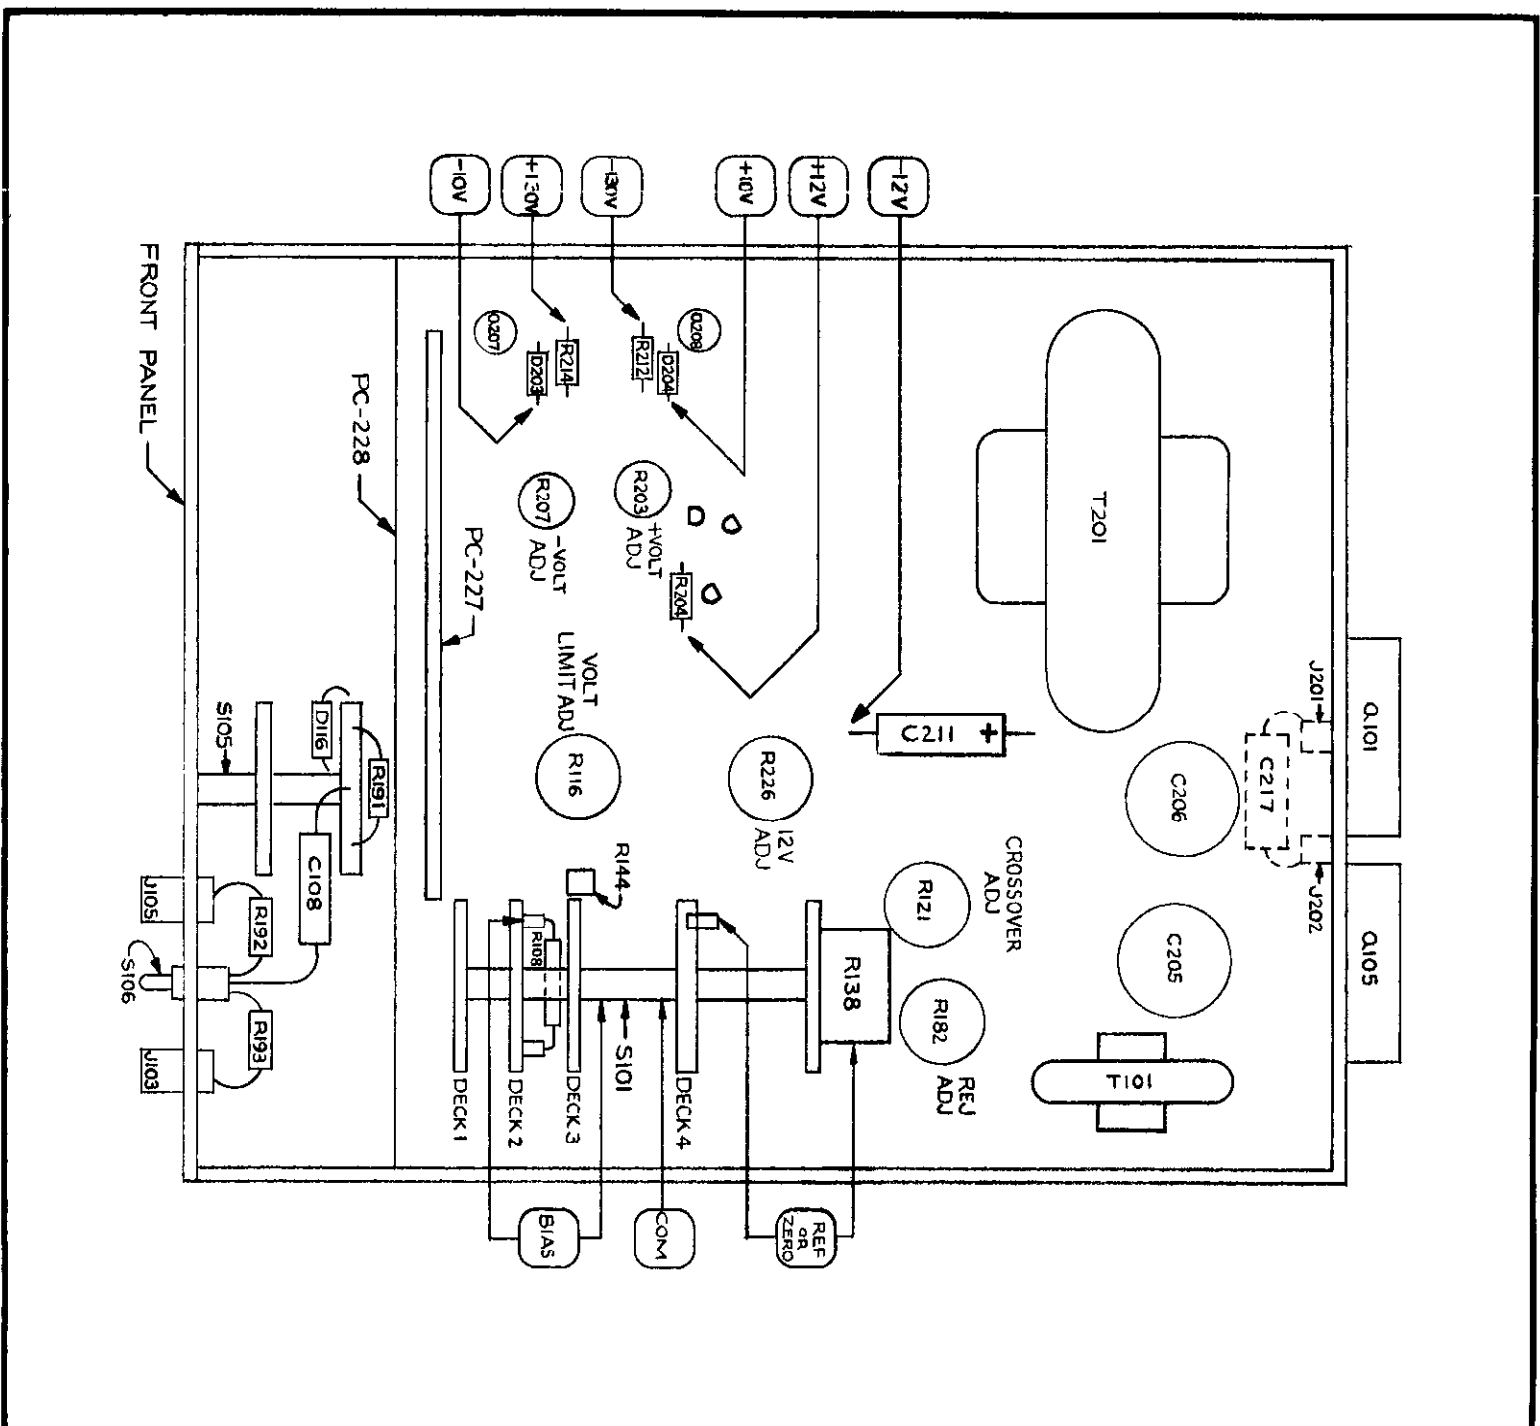 -12V
+12V
+10V
-130V
+130V
-10V
Q101
Q105
J201
J202
C217
T201
C206
C205
T101
C211
+
CROSSOVER
ADJ
R121
R182
REJ
ADJ
R226
12V
ADJ
R138
REF
OR
ZERO
Q208
D204
R212
R204
R203
+VOLT
ADJ
R144
DECK 4
COM
S101
R214
D203
Q207
R207
-VOLT
ADJ
VOLT
LIMIT ADJ
R116
DECK 3
R108
BIAS
DECK 2
DECK 1
PC-227
PC-228
R191
D116
C108
S105
R192
R193
J105
J103
S106
FRONT PANEL